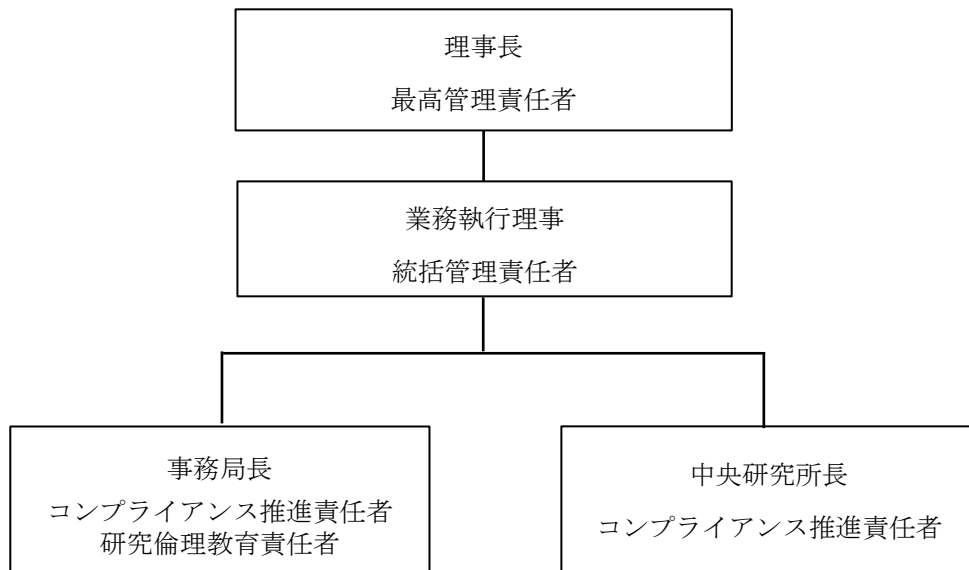 理事長
最高管理責任者
業務執行理事
統括管理責任者
事務局長
コンプライアンス推進責任者
研究倫理教育責任者
中央研究所長
コンプライアンス推進責任者